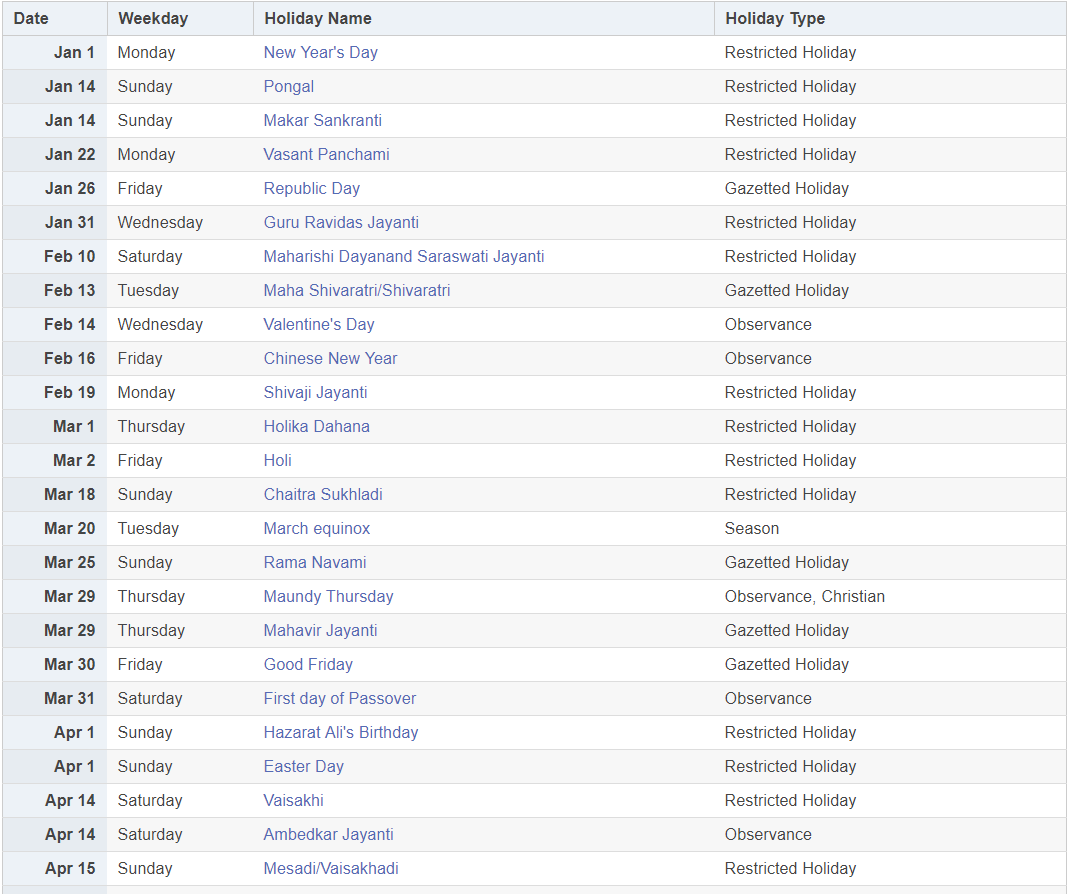 Date Weekday Holiday Name Holiday Type
Jan 1 Monday New Year's Day Restricted Holiday
Jan 14 Sunday Pongal Restricted Holiday
Jan 14 Sunday Makar Sankranti Restricted Holiday
Jan 22 Monday Vasant Panchami Restricted Holiday
Jan 26 Friday Republic Day Gazetted Holiday
Jan 31 Wednesday Guru Ravidas Jayanti Restricted Holiday
Feb 10 Saturday Maharishi Dayanand Saraswati Jayanti Restricted Holiday
Feb 13 Tuesday Maha Shivaratri/Shivaratri Gazetted Holiday
Feb 14 Wednesday Valentine's Day Observance
Feb 16 Friday Chinese New Year Observance
Feb 19 Monday Shivaji Jayanti Restricted Holiday
Mar 1 Thursday Holika Dahana Restricted Holiday
Mar 2 Friday Holi Restricted Holiday
Mar 18 Sunday Chaitra Sukhladi Restricted Holiday
Mar 20 Tuesday March equinox Season
Mar 25 Sunday Rama Navami Gazetted Holiday
Mar 29 Thursday Maundy Thursday Observance, Christian
Mar 29 Thursday Mahavir Jayanti Gazetted Holiday
Mar 30 Friday Good Friday Gazetted Holiday
Mar 31 Saturday First day of Passover Observance
Apr 1 Sunday Hazarat Ali's Birthday Restricted Holiday
Apr 1 Sunday Easter Day Restricted Holiday
Apr 14 Saturday Vaisakhi Restricted Holiday
Apr 14 Saturday Ambedkar Jayanti Observance
Apr 15 Sunday Mesadi/Vaisakhadi Restricted Holiday